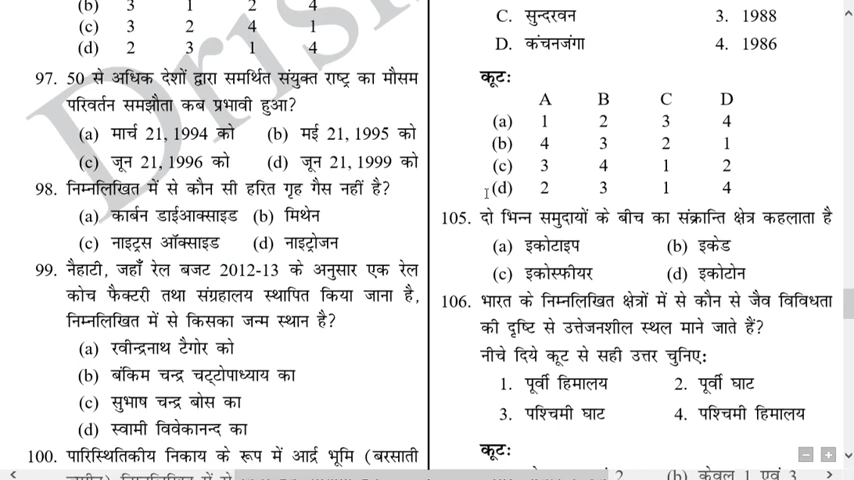 (b) 3 1 2 4
(c) 3 2 4 1
(d) 2 3 1 4
97. 50 से अधिक देशों द्वारा समर्थित संयुक्त राष्ट्र का मौसम
परिवर्तन समझौता कब प्रभावी हुआ?
(a) मार्च 21, 1994 को (b) मई 21, 1995 को
(c) जून 21, 1996 को (d) जून 21, 1999 को
98. निम्नलिखित में से कौन सी हरित गृह गैस नहीं है?
(a) कार्बन डाईआक्साइड (b) मिथेन
(c) नाइट्रस ऑक्साइड (d) नाइट्रोजन
99. नैहाटी, जहाँ रेल बजट 2012-13 के अनुसार एक रेल
कोच फैक्टरी तथा संग्रहालय स्थापित किया जाना है,
निम्नलिखित में से किसका जन्म स्थान है?
(a) रवीन्द्रनाथ टैगोर को
(b) बंकिम चन्द्र चट्टोपाध्याय का
(c) सुभाष चन्द्र बोस का
(d) स्वामी विवेकानन्द का
100. पारिस्थितिकीय निकाय के रूप में आर्द्र भूमि (बरसाती
C. सुन्दरवन 3. 1988
D. कंचनजंगा 4. 1986
कूटः
A B C D
(a) 1 2 3 4
(b) 4 3 2 1
(c) 3 4 1 2
(d) 2 3 1 4
105. दो भिन्न समुदायों के बीच का संक्रान्ति क्षेत्र कहलाता है
(a) इकोटाइप (b) इकेड
(c) इकोस्फीयर (d) इकोटोन
106. भारत के निम्नलिखित क्षेत्रों में से कौन से जैव विविधता
की दृष्टि से उत्तेजनशील स्थल माने जाते हैं?
नीचे दिये कूट से सही उत्तर चुनिए:
1. पूर्वी हिमालय 2. पूर्वी घाट
3. पश्चिमी घाट 4. पश्चिमी हिमालय
कूटः
(b) केवल 1 एवं 3